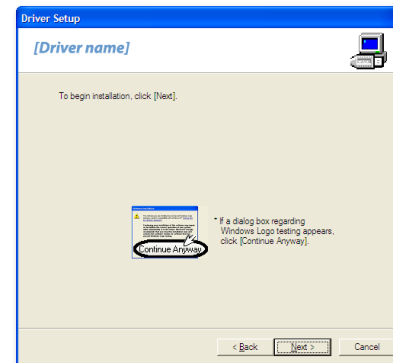 Driver Setup
[Driver name]
To begin installation, click [Next].
* If a dialog box regarding
Windows Logo testing appears,
click [Continue Anyway].
Continue Anyway
< Back
Next >
Cancel